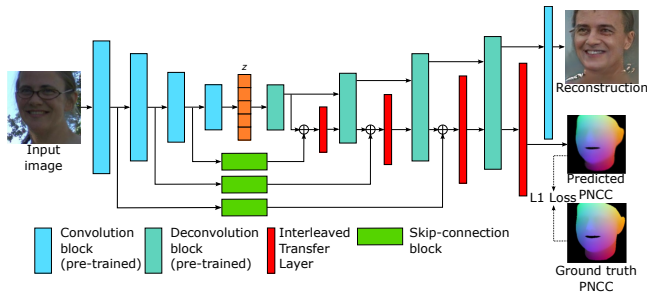 z
Input
image
Reconstruction
Predicted
PNCC
L1 Loss
Ground truth
PNCC
Convolution
block
(pre-trained)
Deconvolution
block
(pre-trained)
Interleaved
Transfer
Layer
Skip-connection
block